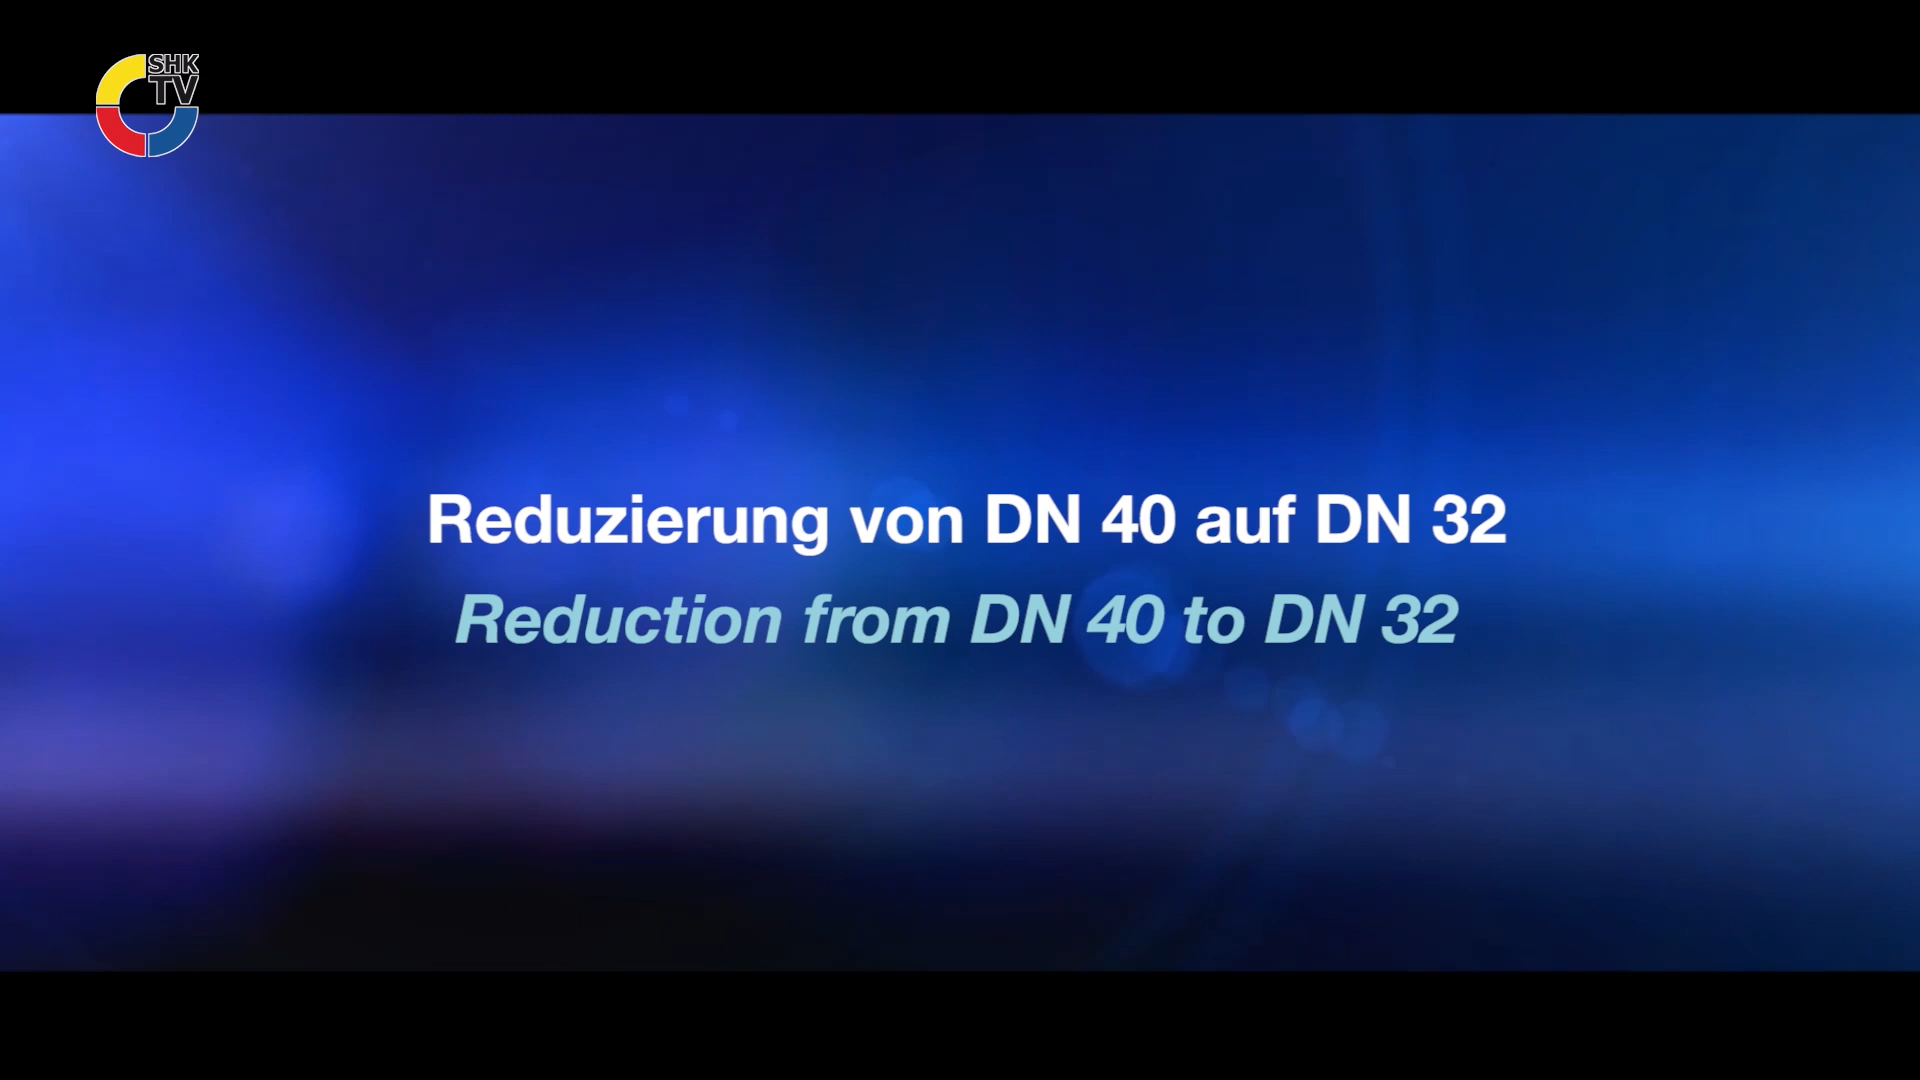 SHK
TV
Reduzierung von DN 40 auf DN 32
Reduction from DN 40 to DN 32